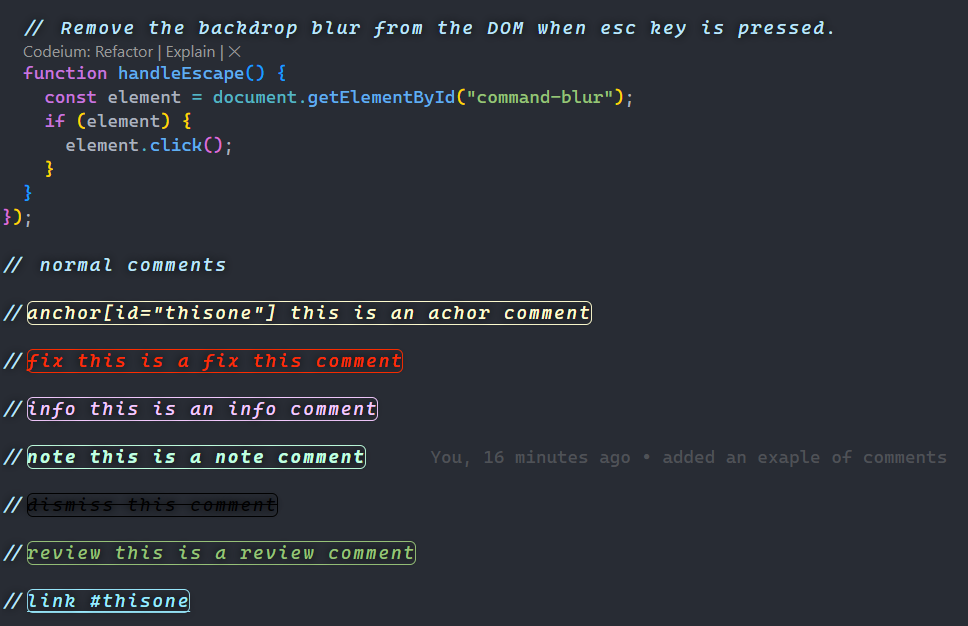 // Remove the backdrop blur from the DOM when esc key is pressed.
Codeium: Refactor | Explain | ×
function handleEscape() {
const element = document.getElementById("command-blur");
if (element) {
element.click();
}
}
});
// normal comments
// anchor[id="thisone"] this is an achor comment
// fix this is a fix this comment
// info this is an info comment
// note this is a note comment You, 16 minutes ago • added an exaple of comments
// dismiss this comment
// review this is a review comment
// link #thisone